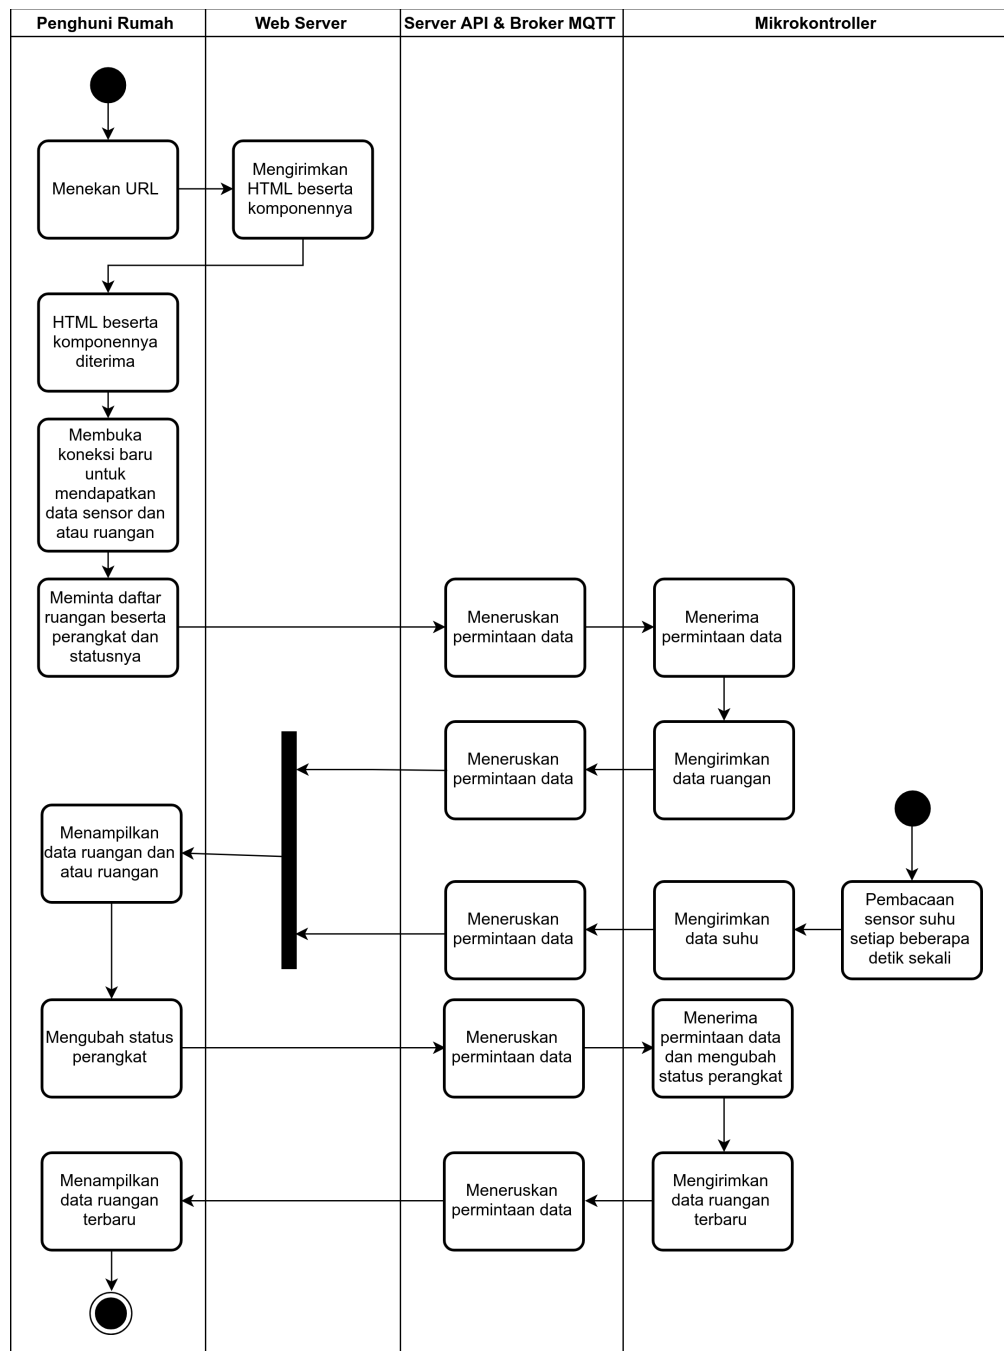 Penghuni Rumah
Web Server
Server API & Broker MQTT
Mikrokontroller
Menekan URL
Mengirimkan
HTML beserta
komponennya
HTML beserta
komponennya
diterima
Membuka
koneksi baru
untuk
mendapatkan
data sensor dan
atau ruangan
Meminta daftar
ruangan beserta
perangkat dan
statusnya
Meneruskan
permintaan data
Menerima
permintaan data
Meneruskan
permintaan data
Mengirimkan
data ruangan
Menampilkan
data ruangan dan
atau ruangan
Meneruskan
permintaan data
Mengirimkan
data suhu
Pembacaan
sensor suhu
setiap beberapa
detik sekali
Mengubah status
perangkat
Meneruskan
permintaan data
Menerima
permintaan data
dan mengubah
status perangkat
Menampilkan
data ruangan
terbaru
Meneruskan
permintaan data
Mengirimkan
data ruangan
terbaru